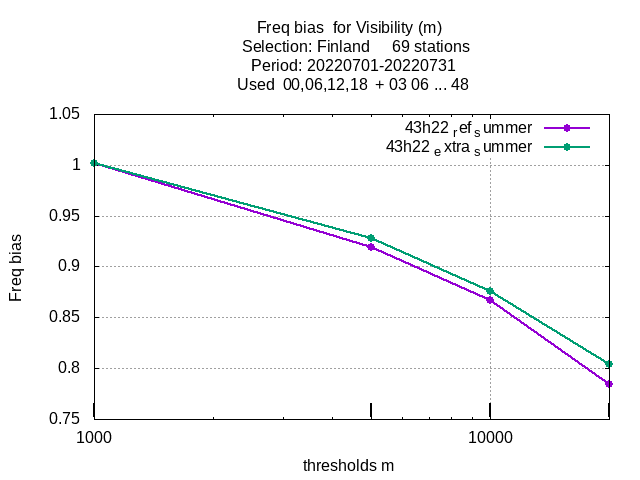 Freq bias  for Visibility (m)
Selection: Finland     69 stations
Period: 20220701-20220731
Used  00,06,12,18  + 03 06 ... 48
1.05
43h22 ref summer
43h22 extra summer
1
0.95
0.9
0.85
0.8
0.75
Freq bias
1000
10000
thresholds m